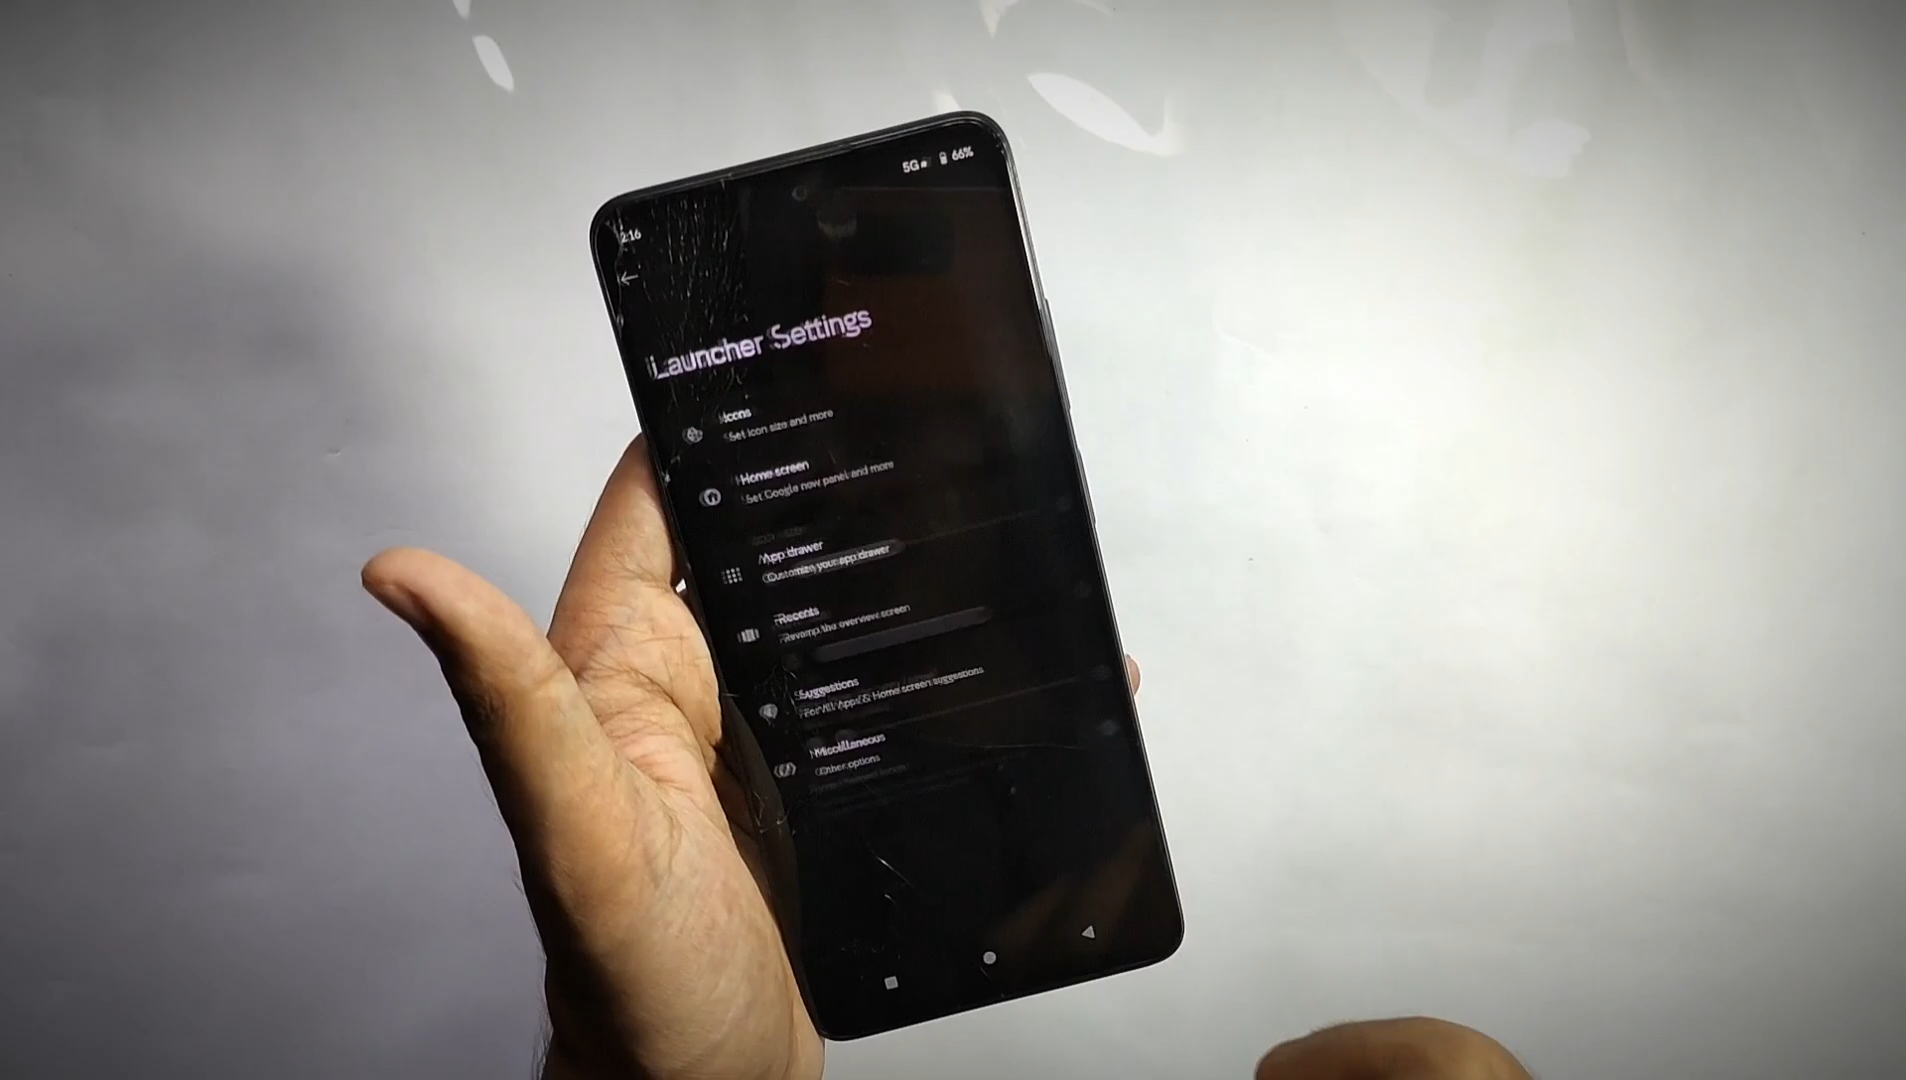 5G 66%
2:16
Launcher Settings
Icons
Set icon size and more
Home screen
Set Google now panel and more
App drawer
Customize your app drawer
Recents
Revamp the overview screen
Suggestions
For All Apps & Home screen suggestions
Miscellaneous
Other options